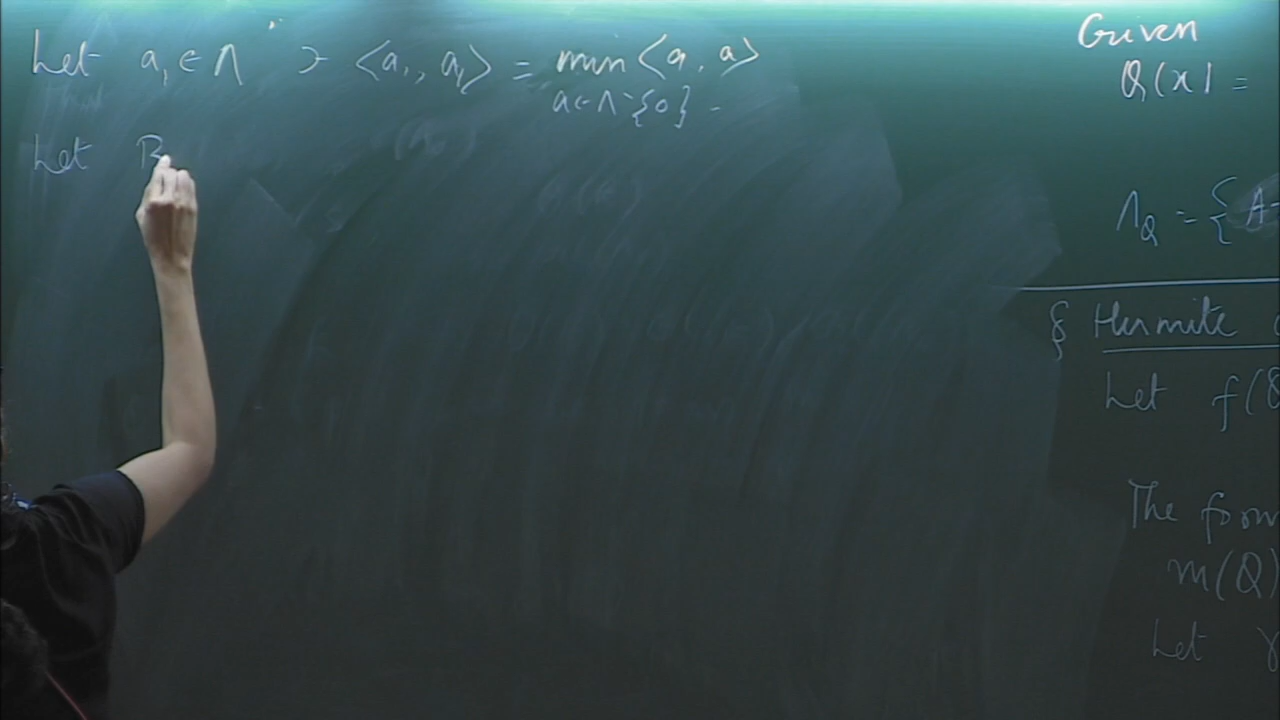 Let a₁ ∈ Λ ∋ <a₁, a₁> = min <a, a>
a ∈ Λ - {0}
Let B
Given
Q(x) =
Λ_Q = { A
§ Hermite
Let f(
The form
m(Q)
Let γ